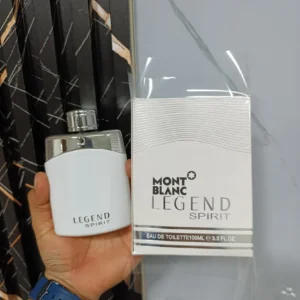 LEGEND
SPIRIT
MONT
BLANC
LEGEND
SPIRIT
EAU DE TOILETTE 100ML ℮ 3.3 FL.OZ